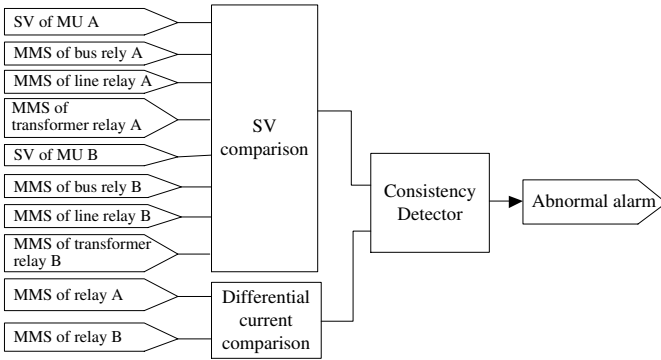 SV of MU A
MMS of bus rely A
MMS of line relay A
MMS of
transformer relay A
SV of MU B
MMS of bus rely B
MMS of line relay B
MMS of transformer
relay B
MMS of relay A
MMS of relay B
SV
comparison
Differential
current
comparison
Consistency
Detector
Abnormal alarm